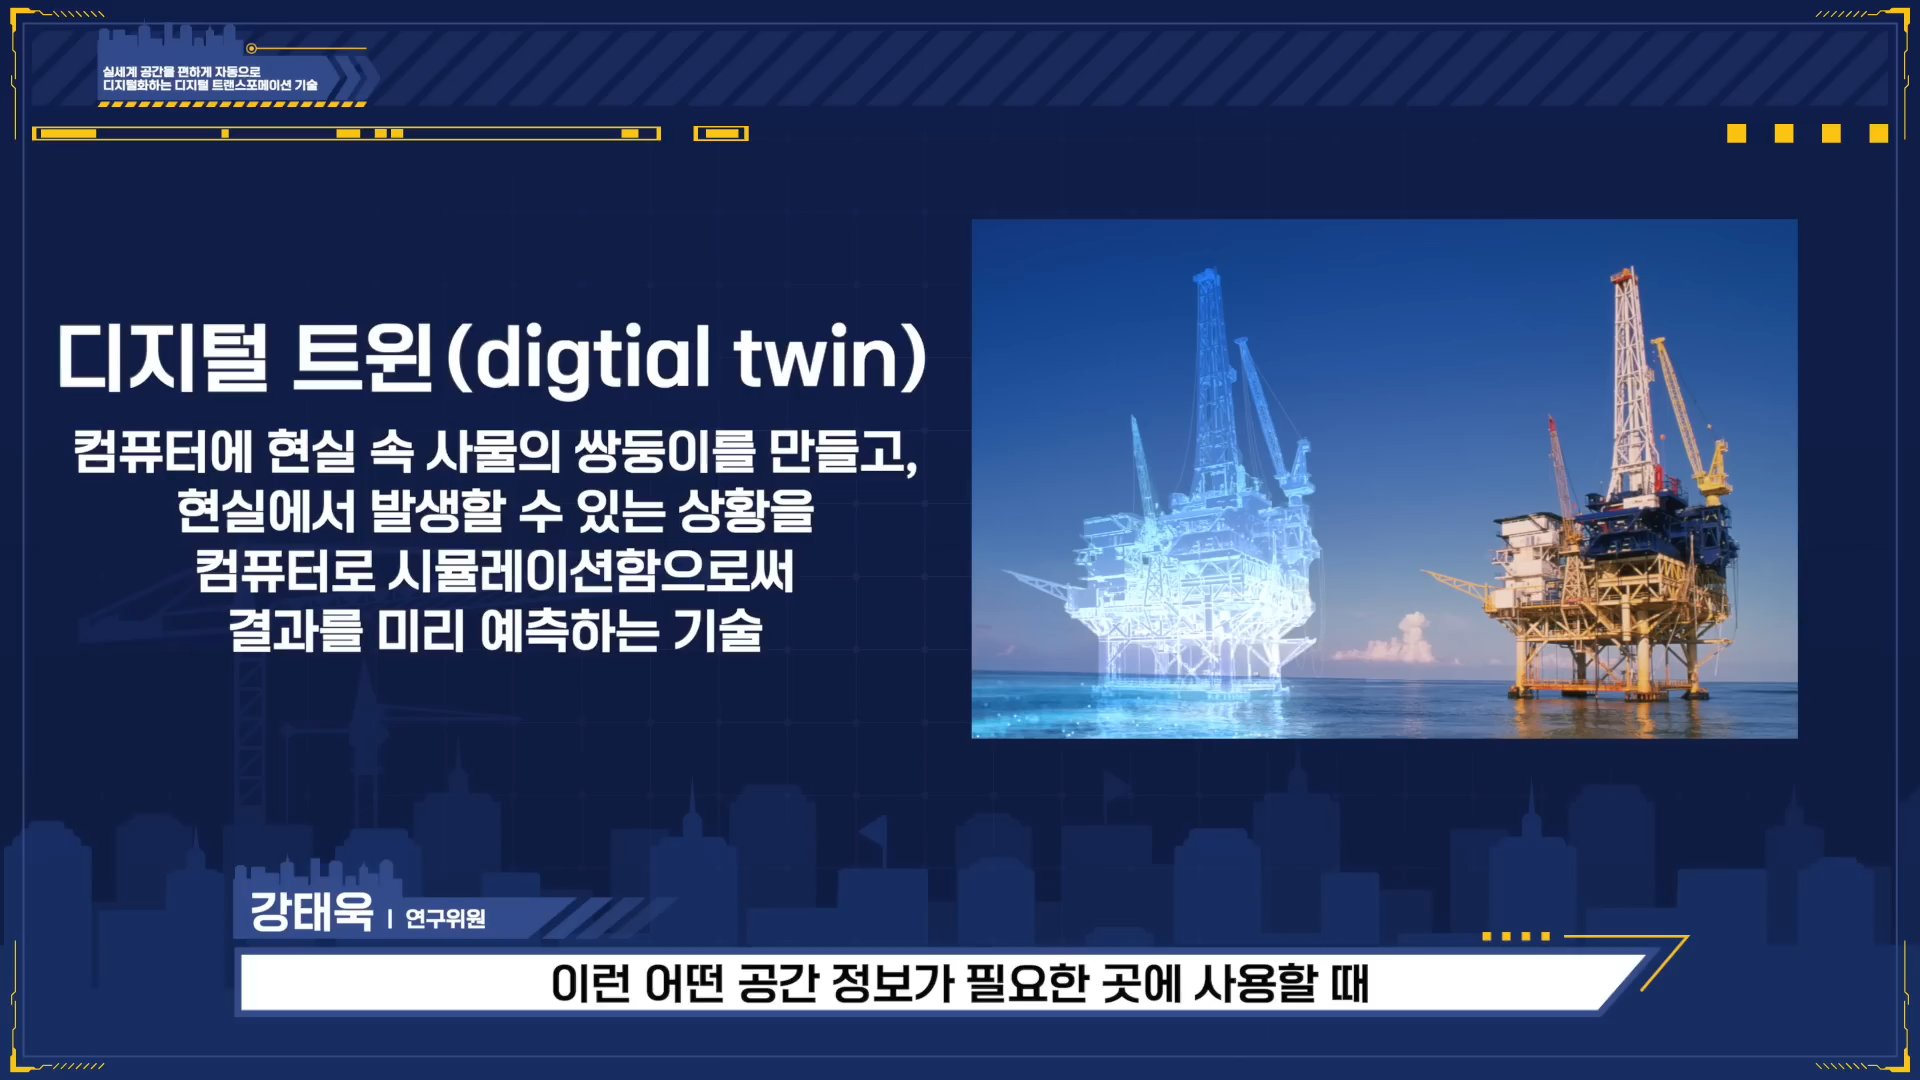 실세계 공간을 편하게 자동으로
디지털화하는 디지털 트랜스포메이션 기술
디지털 트윈(digtial twin)
컴퓨터에 현실 속 사물의 쌍둥이를 만들고,
현실에서 발생할 수 있는 상황을
컴퓨터로 시뮬레이션함으로써
결과를 미리 예측하는 기술
강태욱 | 연구위원
이런 어떤 공간 정보가 필요한 곳에 사용할 때